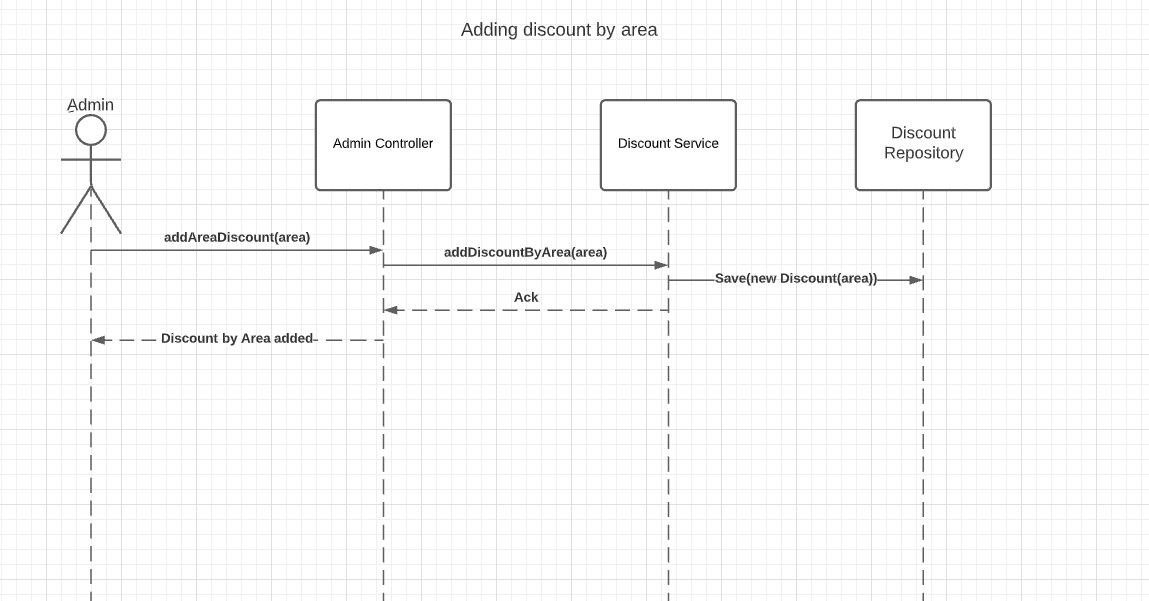 Adding discount by area
Admin
Admin Controller
Discount Service
Discount
Repository
addAreaDiscount(area)
addDiscountByArea(area)
Save(new Discount(area))
Ack
Discount by Area added